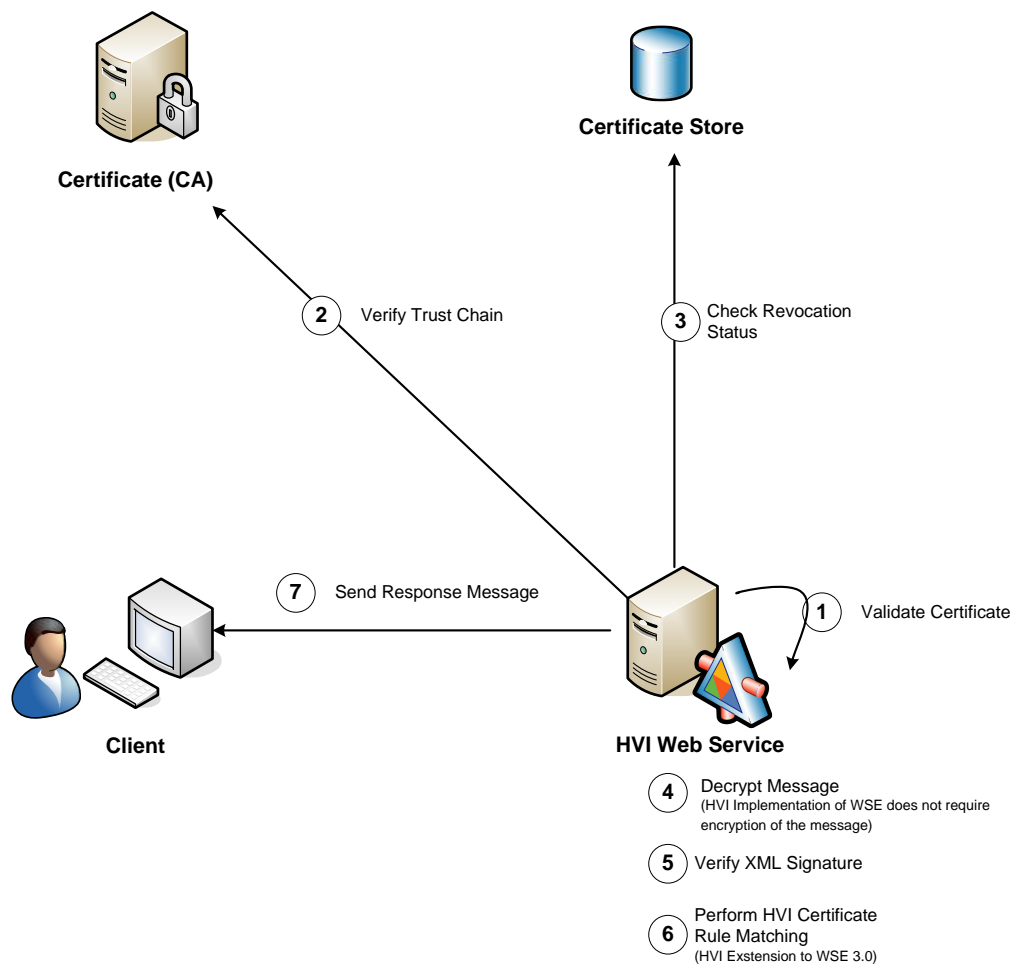 Certificate (CA)
Certificate Store
2
Verify Trust Chain
3
Check Revocation
Status
7
Send Response Message
1
Validate Certificate
Client
HVI Web Service
4
Decrypt Message
(HVI Implementation of WSE does not require
encryption of the message)
5
Verify XML Signature
6
Perform HVI Certificate
Rule Matching
(HVI Exstension to WSE 3.0)